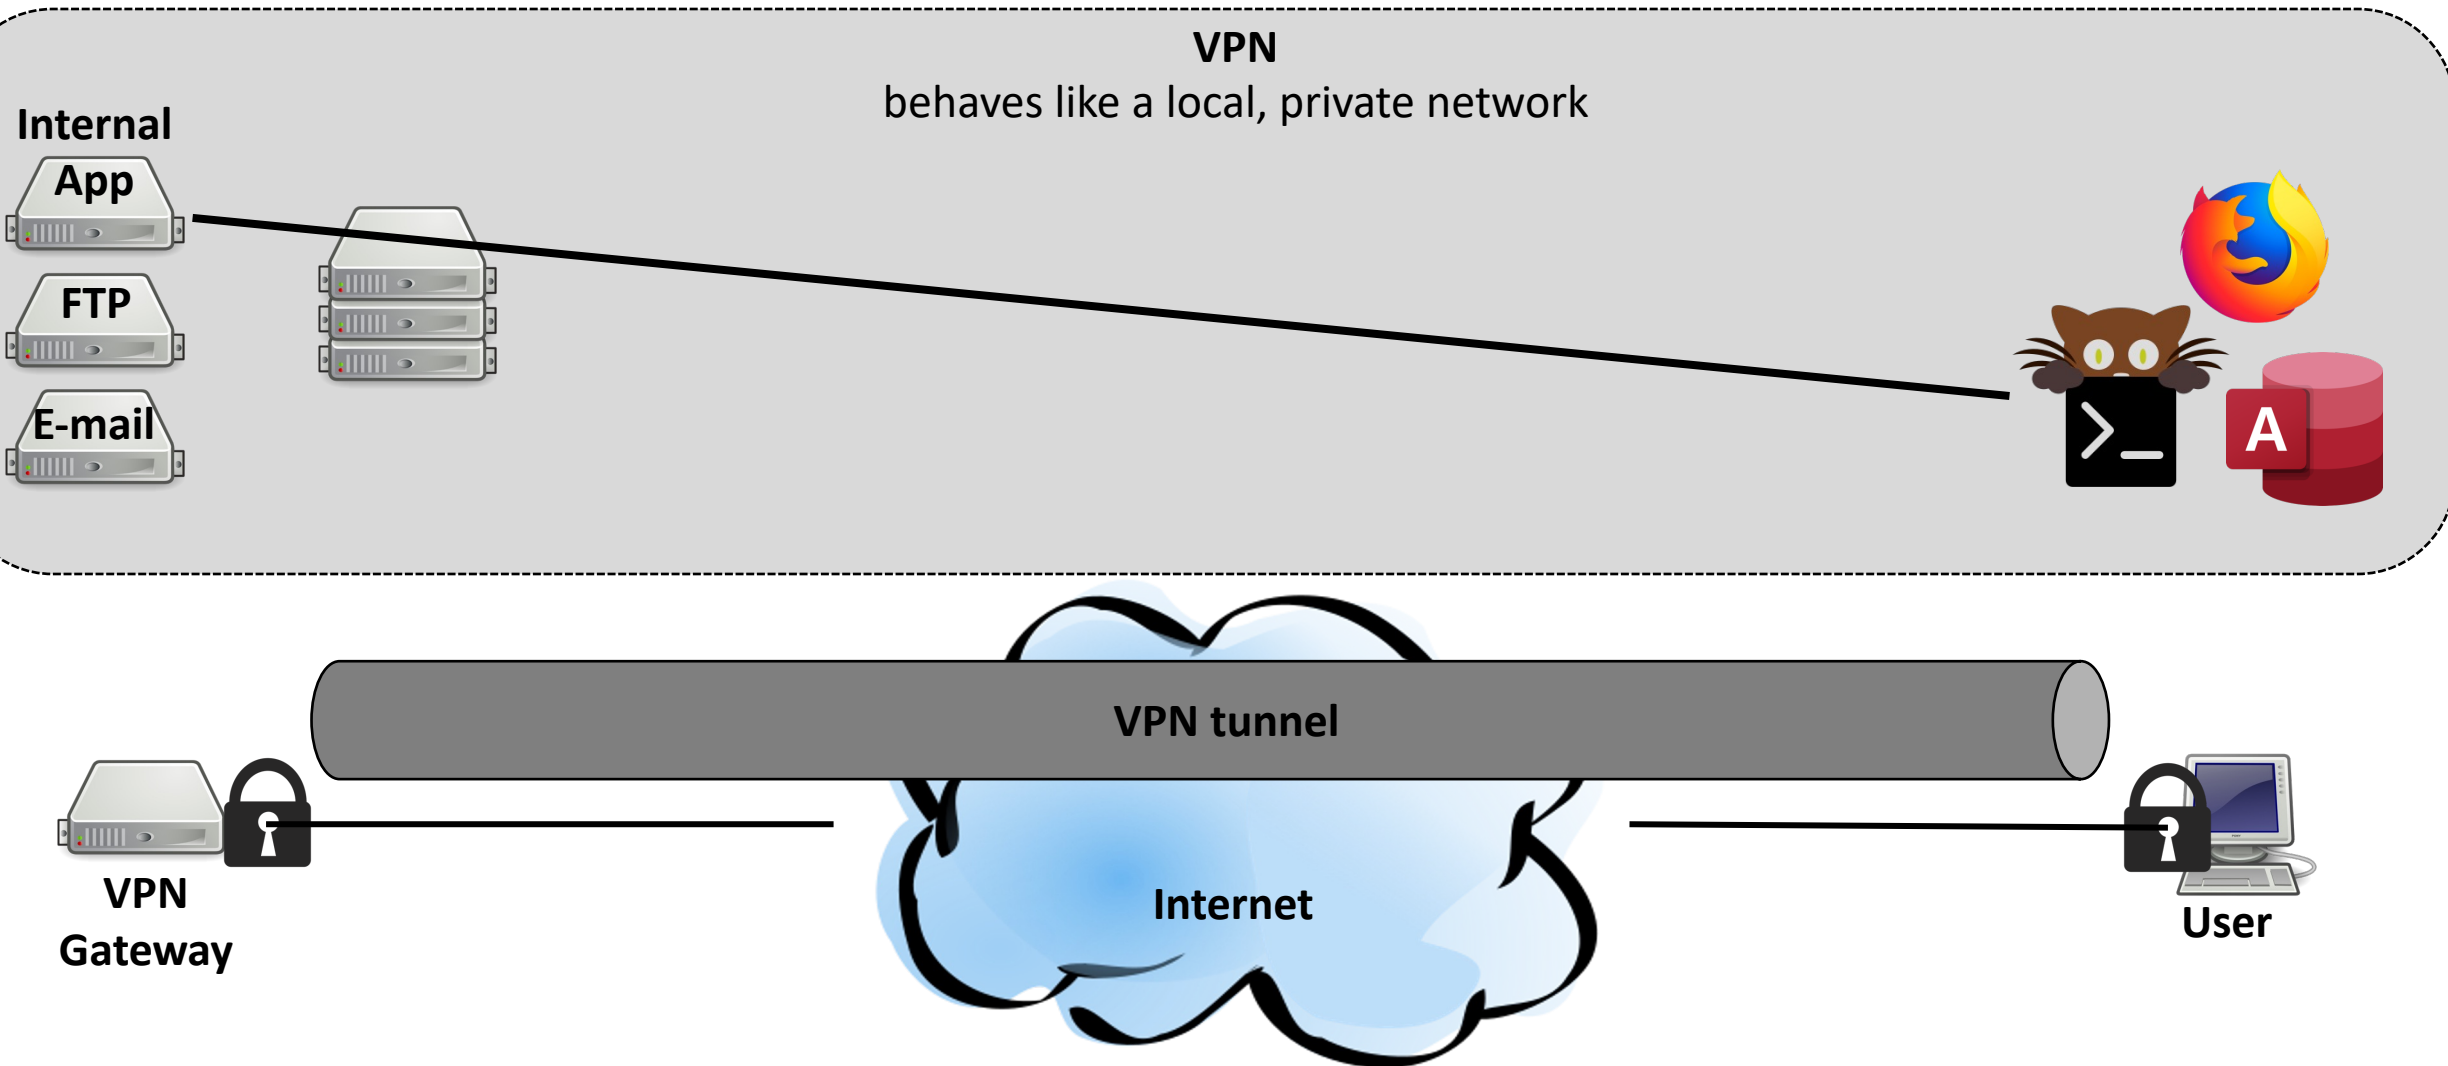 VPN
behaves like a local, private network
Internal
App
FTP
E-mail
>_
A
VPN tunnel
VPN
Gateway
Internet
User